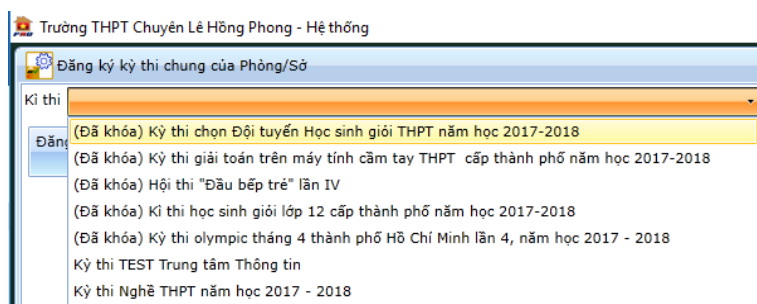 Trường THPT Chuyên Lê Hồng Phong - Hệ thống
Đăng ký kỳ thi chung của Phòng/Sở
Kì thi
(Đã khóa) Kỳ thi chọn Đội tuyển Học sinh giỏi THPT năm học 2017-2018
Đăng
(Đã khóa) Kỳ thi giải toán trên máy tính cầm tay THPT cấp thành phố năm học 2017-2018
(Đã khóa) Hội thi "Đầu bếp trẻ" lần IV
(Đã khóa) Kì thi học sinh giỏi lớp 12 cấp thành phố năm học 2017-2018
(Đã khóa) Kỳ thi olympic tháng 4 thành phố Hồ Chí Minh lần 4, năm học 2017 - 2018
Kỳ thi TEST Trung tâm Thông tin
Kỳ thi Nghề THPT năm học 2017 - 2018